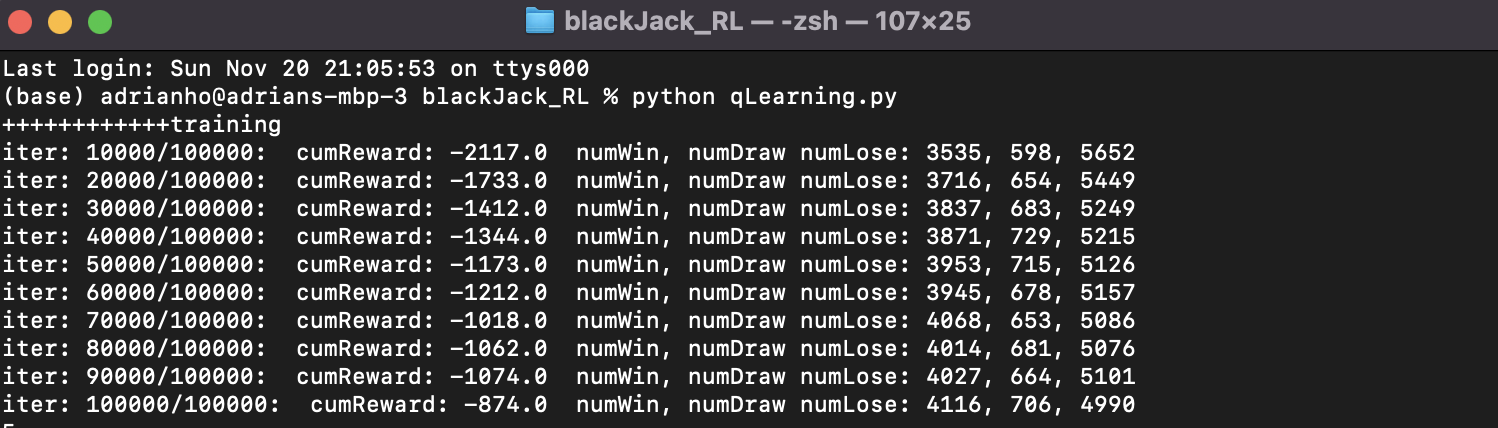 blackJack_RL — -zsh — 107×25
Last login: Sun Nov 20 21:05:53 on ttys000
(base) adrianho@adrians-mbp-3 blackJack_RL % python qLearning.py
++++++++++++training
iter: 10000/100000:  cumReward: -2117.0  numWin, numDraw numLose: 3535, 598, 5652
iter: 20000/100000:  cumReward: -1733.0  numWin, numDraw numLose: 3716, 654, 5449
iter: 30000/100000:  cumReward: -1412.0  numWin, numDraw numLose: 3837, 683, 5249
iter: 40000/100000:  cumReward: -1344.0  numWin, numDraw numLose: 3871, 729, 5215
iter: 50000/100000:  cumReward: -1173.0  numWin, numDraw numLose: 3953, 715, 5126
iter: 60000/100000:  cumReward: -1212.0  numWin, numDraw numLose: 3945, 678, 5157
iter: 70000/100000:  cumReward: -1018.0  numWin, numDraw numLose: 4068, 653, 5086
iter: 80000/100000:  cumReward: -1062.0  numWin, numDraw numLose: 4014, 681, 5076
iter: 90000/100000:  cumReward: -1074.0  numWin, numDraw numLose: 4027, 664, 5101
iter: 100000/100000:  cumReward: -874.0  numWin, numDraw numLose: 4116, 706, 4990